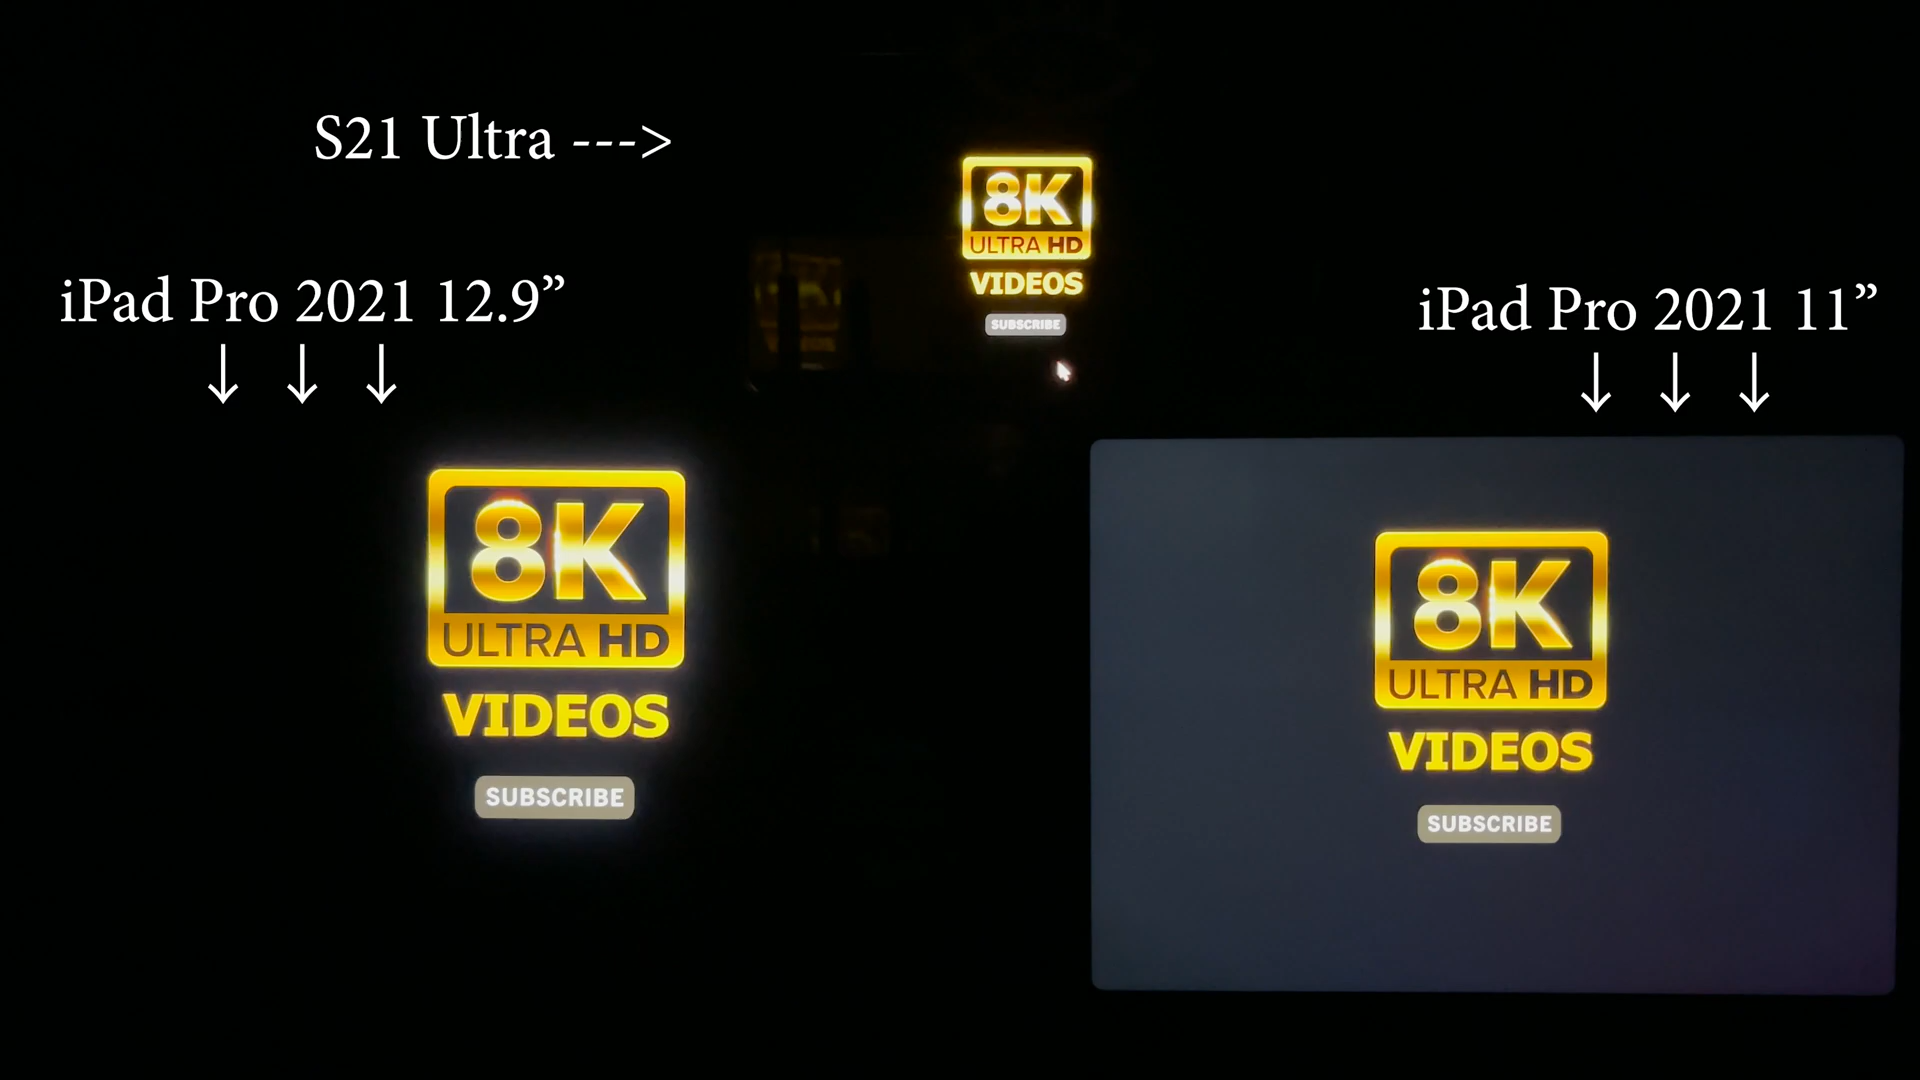 S21 Ultra --->
iPad Pro 2021 12.9”
↓ ↓ ↓
iPad Pro 2021 11”
↓ ↓ ↓
8K
ULTRA HD
VIDEOS
SUBSCRIBE
8K
ULTRA HD
VIDEOS
SUBSCRIBE
8K
ULTRA HD
VIDEOS
SUBSCRIBE